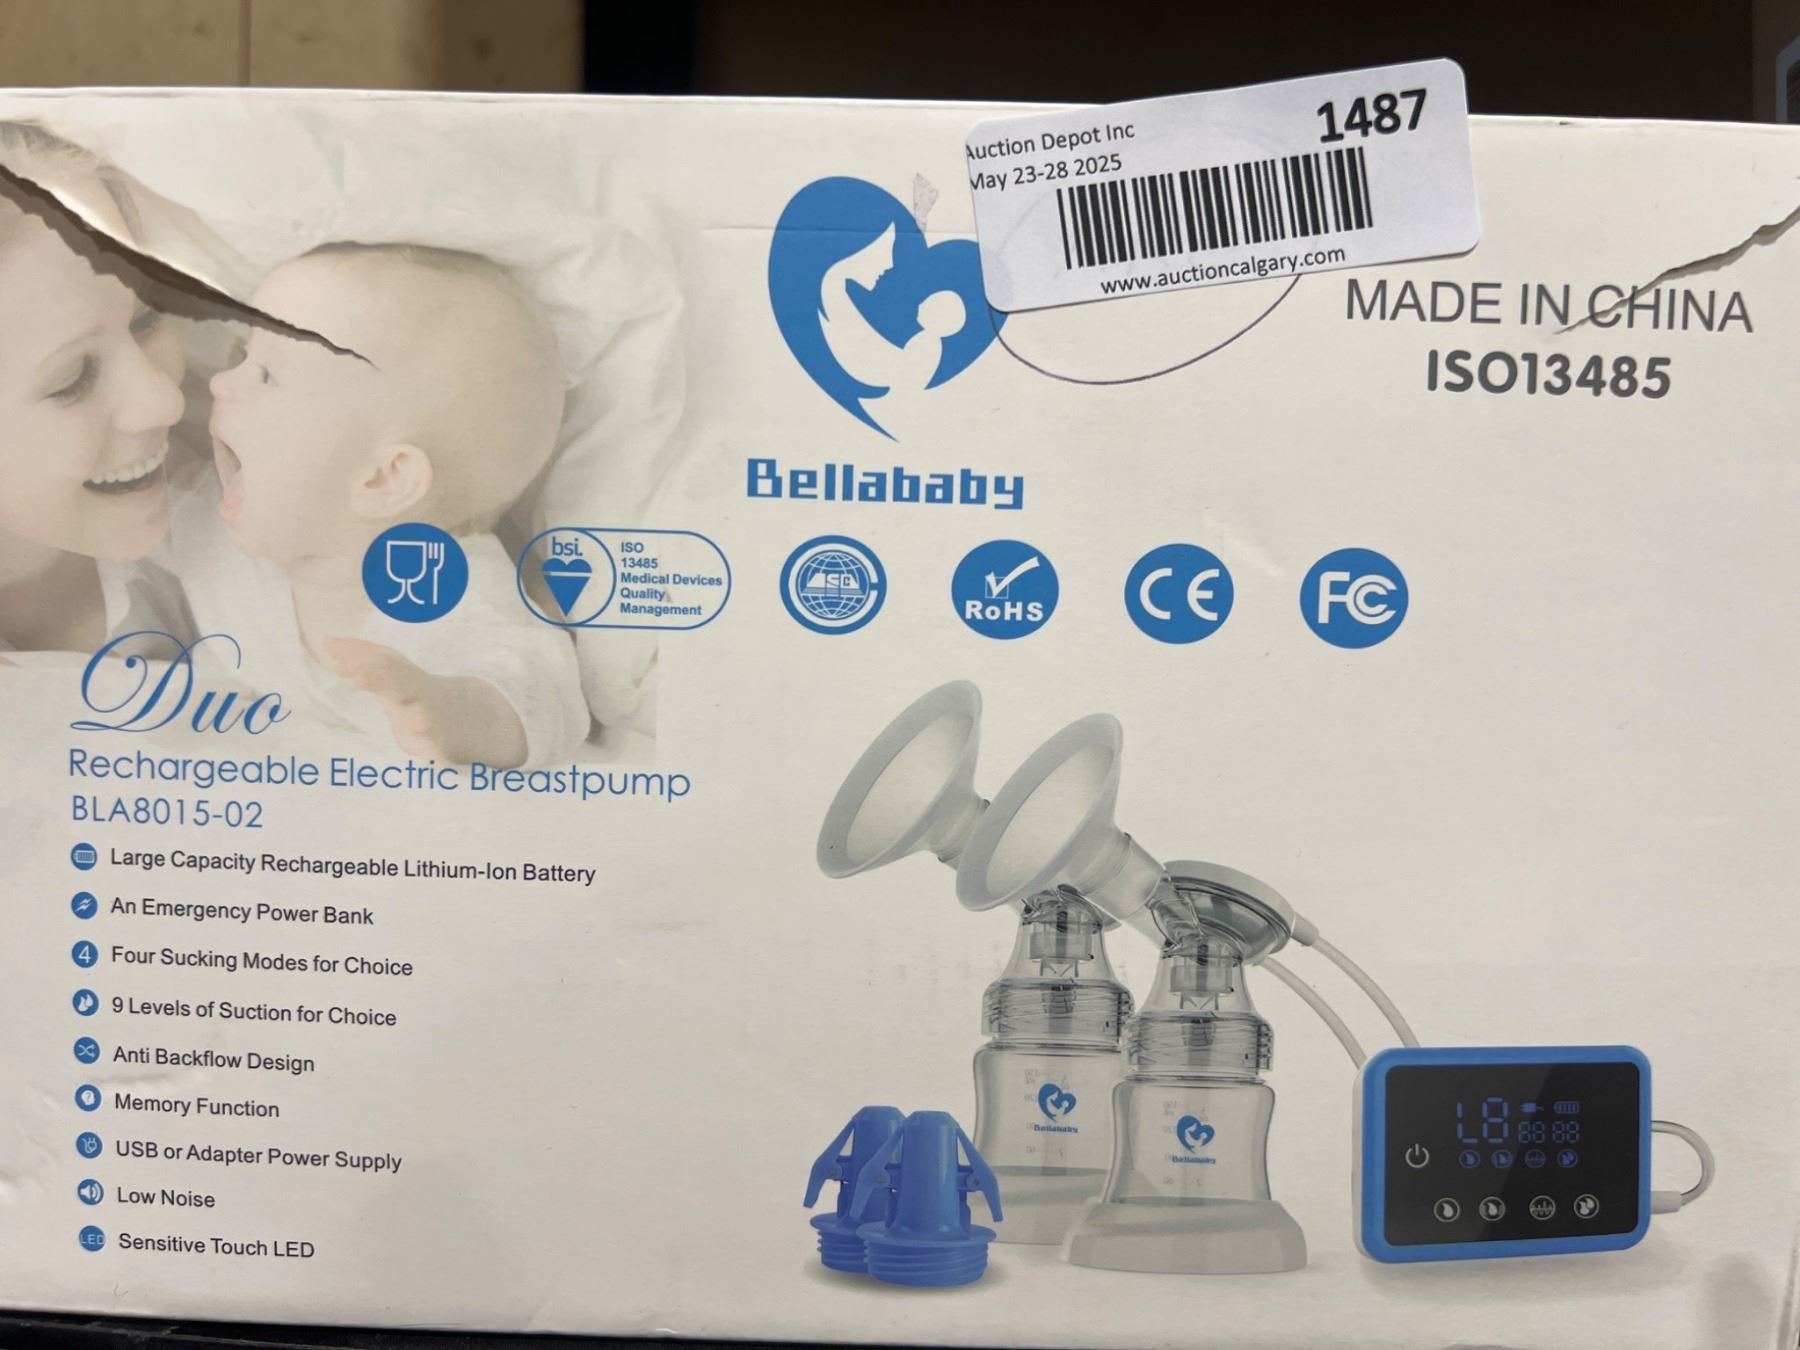 Auction Depot Inc
1487
May 23-28 2025
www.auctioncalgary.com
MADE IN CHINA
ISO13485
Bellababy
bsi.
ISO
13485
Medical Devices
Quality
Management
RoHS
CE
FC
Duo
Rechargeable Electric Breastpump
BLA8015-02
Large Capacity Rechargeable Lithium-Ion Battery
An Emergency Power Bank
4 Four Sucking Modes for Choice
9 Levels of Suction for Choice
Anti Backflow Design
Memory Function
USB or Adapter Power Supply
Low Noise
LED Sensitive Touch LED
Bellababy
Bellababy
L8
88 88